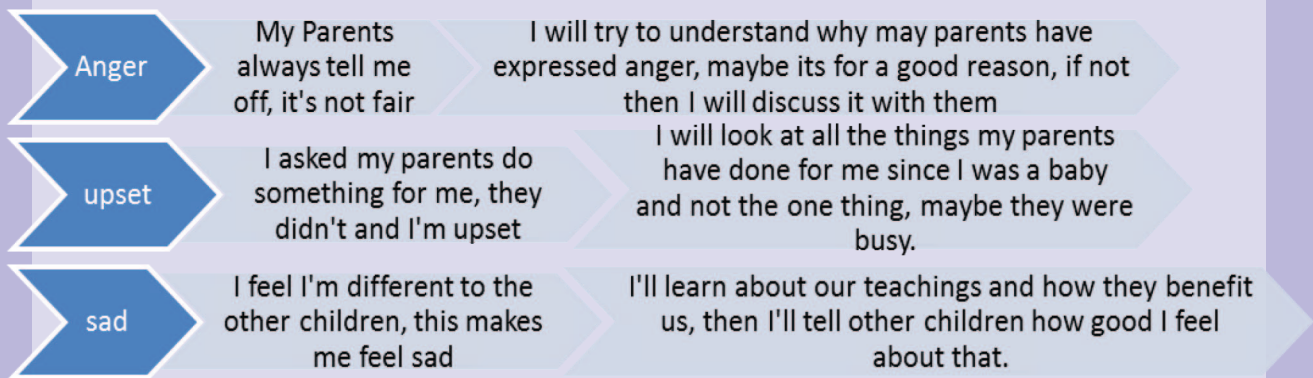 Anger
My Parents
always tell me
off, it's not fair
I will try to understand why may parents have
expressed anger, maybe its for a good reason, if not
then I will discuss it with them
upset
I asked my parents do
something for me, they
didn't and I'm upset
I will look at all the things my parents
have done for me since I was a baby
and not the one thing, maybe they were
busy.
sad
I feel I'm different to the
other children, this makes
me feel sad
I'll learn about our teachings and how they benefit
us, then I'll tell other children how good I feel
about that.